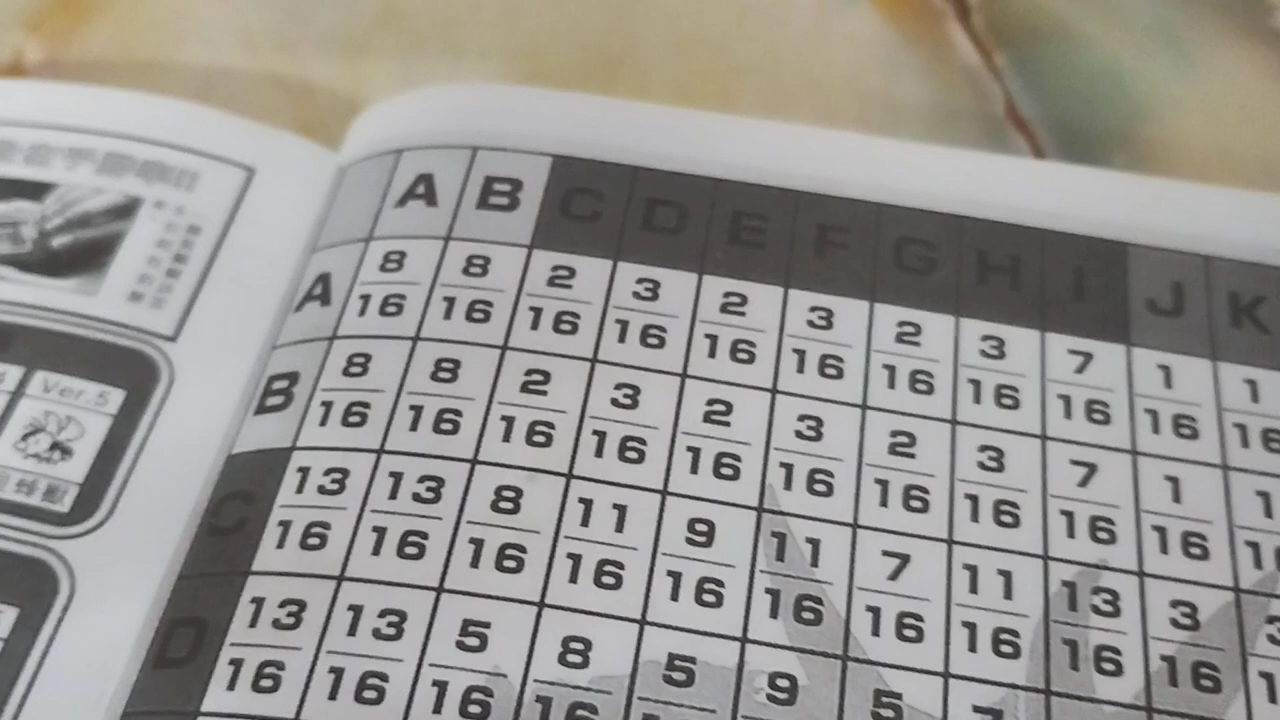 A B C D E F G H I J K
A 8/16 8/16 2/16 3/16 2/16 3/16 2/16 3/16 7/16 1/16 1/16
B 8/16 8/16 2/16 3/16 2/16 3/16 2/16 3/16 7/16 1/16
C 13/16 13/16 8/16 11/16 9/16 11/16 7/16 11/16 13/16 3/16
D 13/16 13/16 5/16 8/16 5 9 5 7
Ver.5